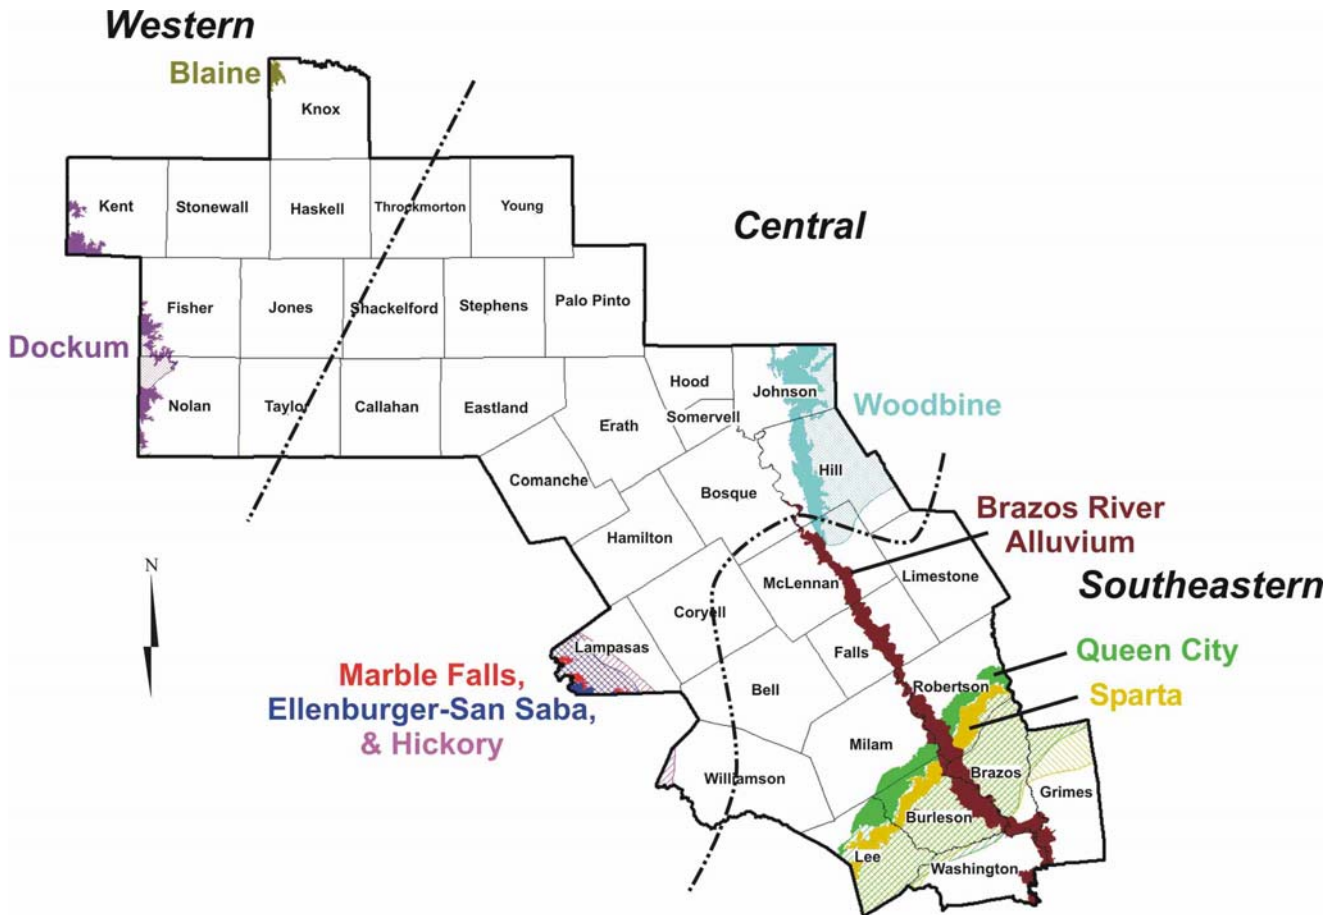 Western
Blaine
Knox
Kent
Stonewall
Haskell
Throckmorton
Young
Central
Fisher
Jones
Shackelford
Stephens
Palo Pinto
Dockum
Nolan
Taylor
Callahan
Eastland
Hood
Somervell
Johnson
Woodbine
Erath
Comanche
Bosque
Hill
Hamilton
Brazos River
Alluvium
N
McLennan
Limestone
Southeastern
Coryell
Lampasas
Falls
Queen City
Marble Falls,
Ellenburger-San Saba,
& Hickory
Bell
Robertson
Sparta
Milam
Williamson
Brazos
Grimes
Burleson
Lee
Washington